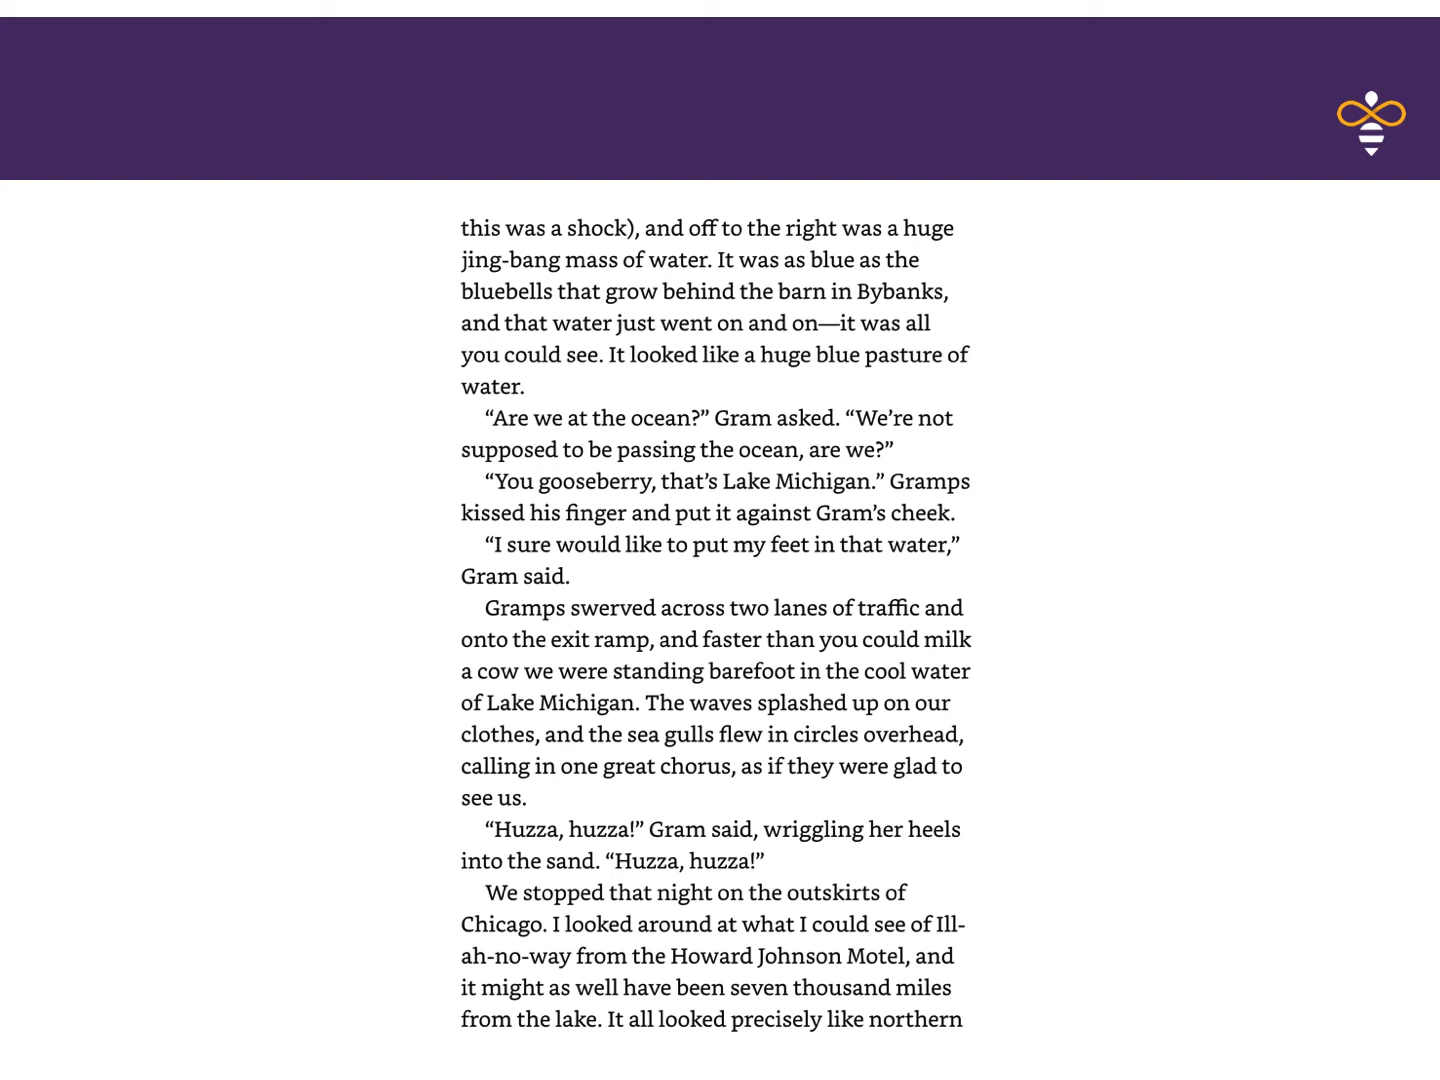 this was a shock), and off to the right was a huge
jing-bang mass of water. It was as blue as the
bluebells that grow behind the barn in Bybanks,
and that water just went on and on—it was all
you could see. It looked like a huge blue pasture of
water.
“Are we at the ocean?” Gram asked. “We’re not
supposed to be passing the ocean, are we?”
“You gooseberry, that’s Lake Michigan.” Gramps
kissed his finger and put it against Gram’s cheek.
“I sure would like to put my feet in that water,”
Gram said.
Gramps swerved across two lanes of traffic and
onto the exit ramp, and faster than you could milk
a cow we were standing barefoot in the cool water
of Lake Michigan. The waves splashed up on our
clothes, and the sea gulls flew in circles overhead,
calling in one great chorus, as if they were glad to
see us.
“Huzza, huzza!” Gram said, wriggling her heels
into the sand. “Huzza, huzza!”
We stopped that night on the outskirts of
Chicago. I looked around at what I could see of Ill-
ah-no-way from the Howard Johnson Motel, and
it might as well have been seven thousand miles
from the lake. It all looked precisely like northern